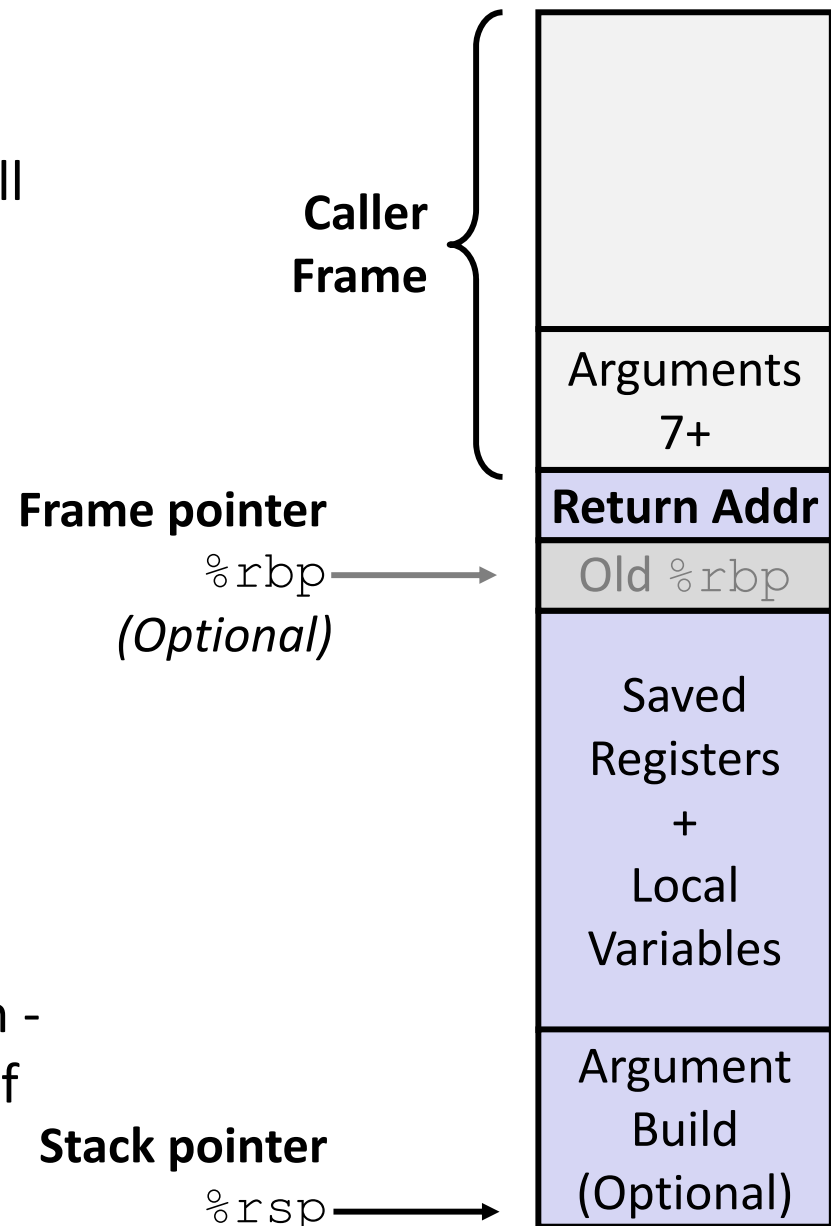 ll
Caller
Frame
Arguments
7+
Frame pointer
%rbp
(Optional)
Return Addr
Old %rbp
Saved
Registers
+
Local
Variables
n -
f
Argument
Build
(Optional)
Stack pointer
%rsp